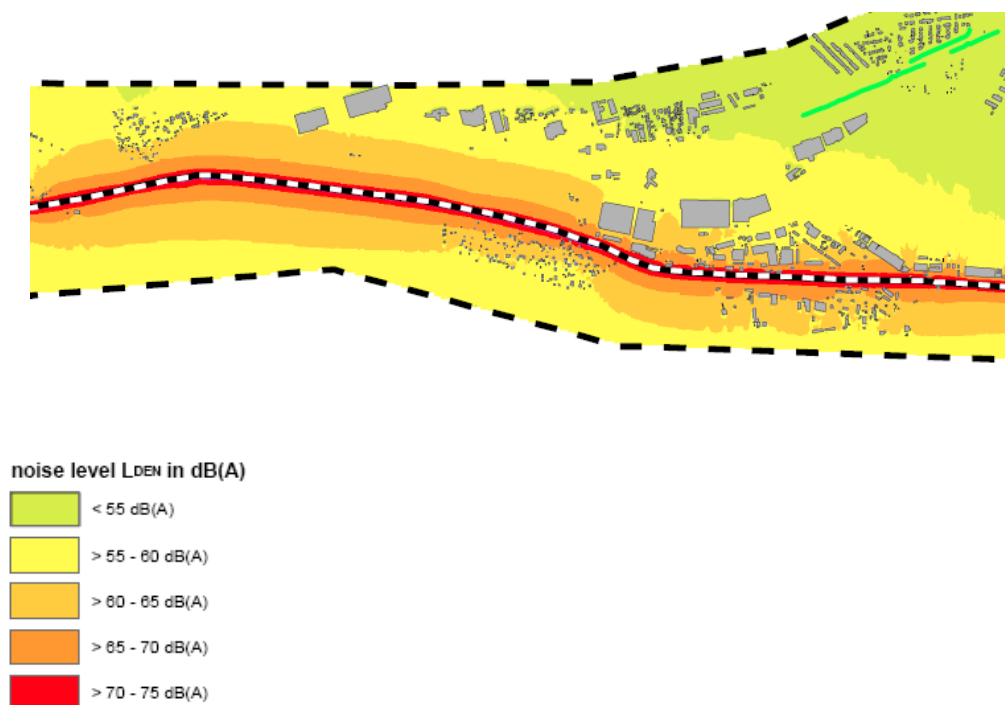 noise level LDEN in dB(A)
< 55 dB(A)
> 55 - 60 dB(A)
> 60 - 65 dB(A)
> 65 - 70 dB(A)
> 70 - 75 dB(A)